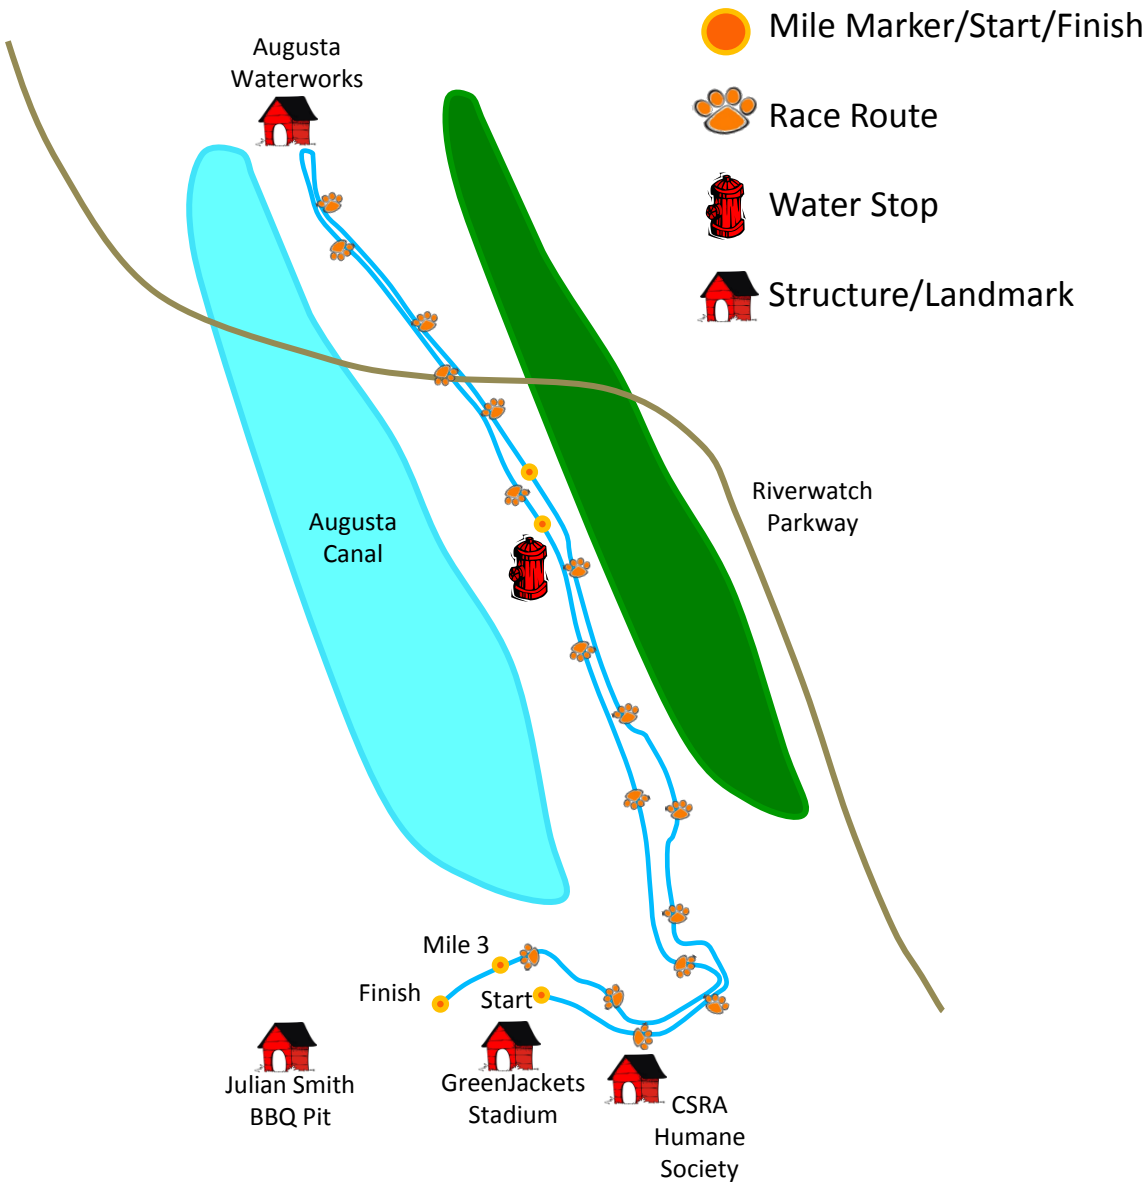 Mile Marker/Start/Finish
Race Route
Water Stop
Structure/Landmark
Augusta
Waterworks
Riverwatch
Parkway
Augusta
Canal
Mile 3
Finish
Start
Julian Smith
BBQ Pit
GreenJackets
Stadium
CSRA
Humane
Society